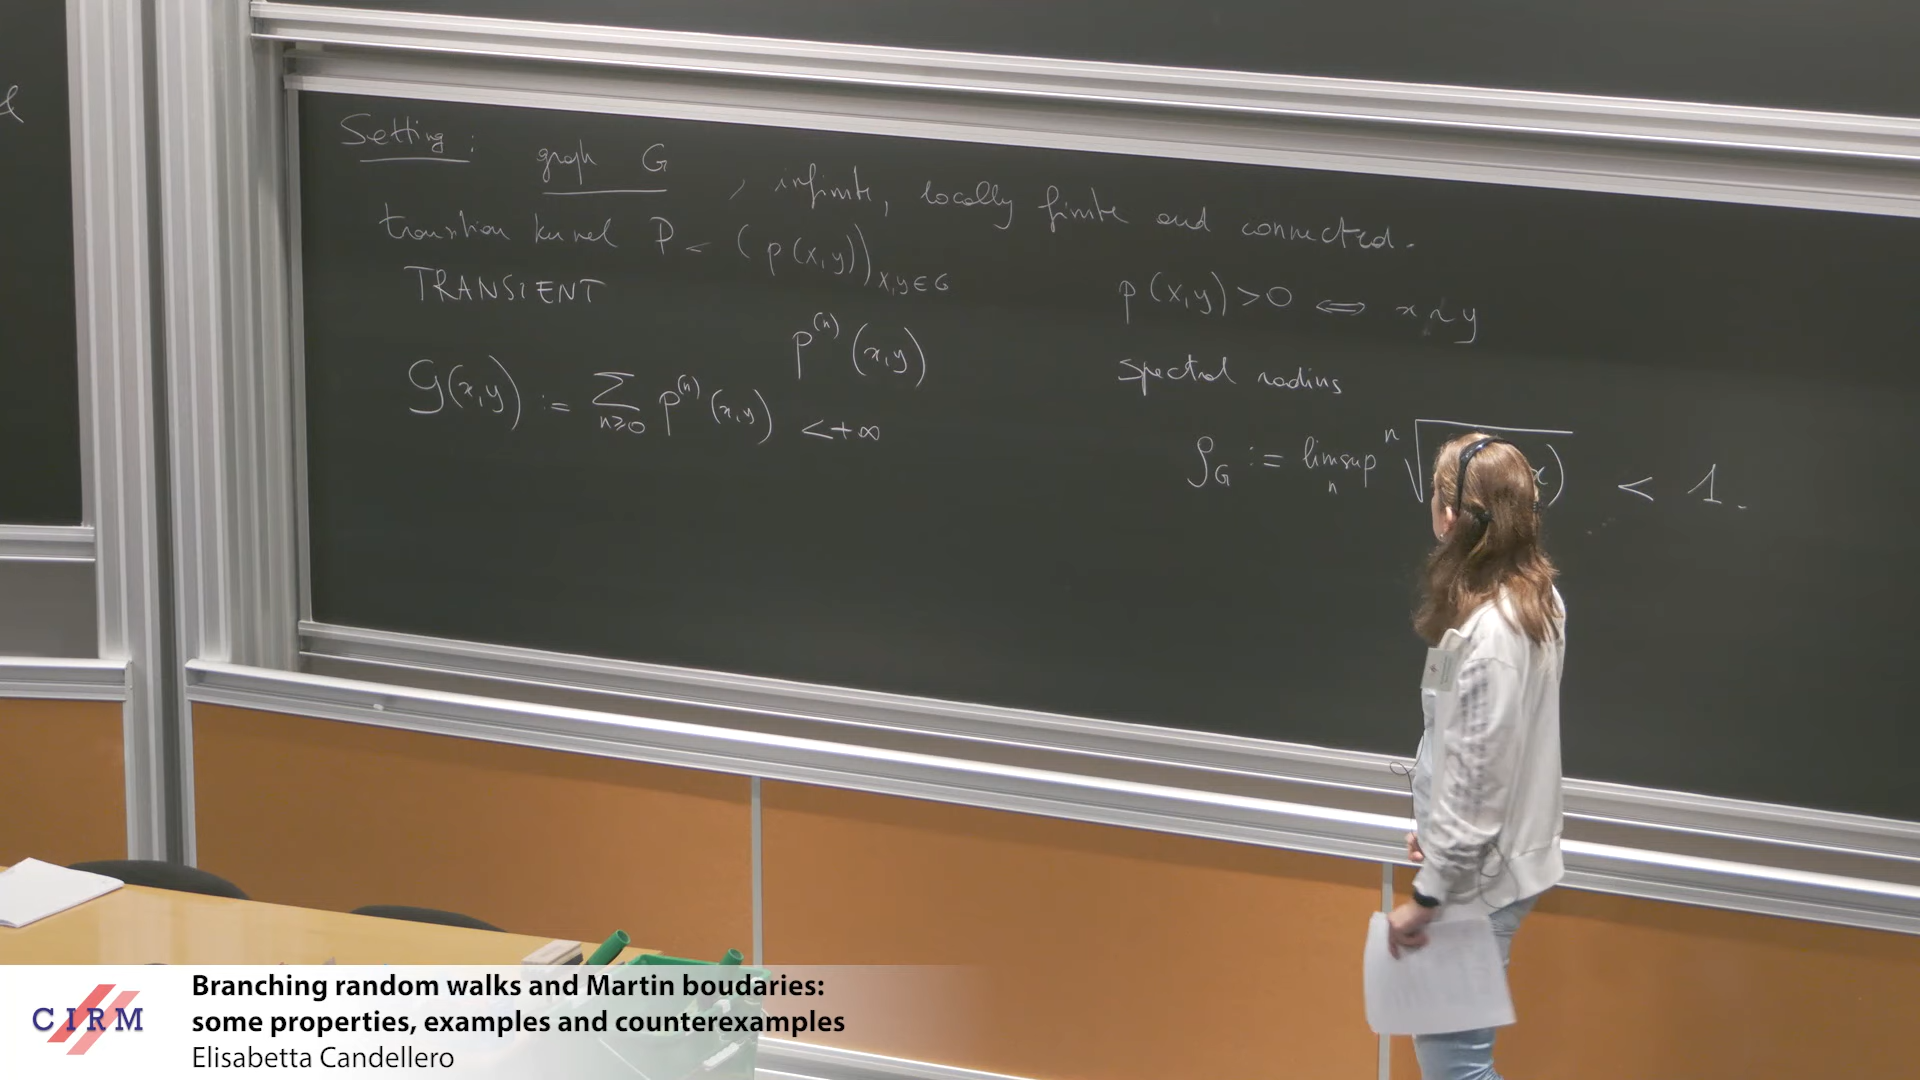 Setting: graph G, infinite, locally finite and connected.
transition kernel P = (p(x,y))x,y∈G
TRANSIENT
p(x,y)>0 ⟺ x~y
p⁽ⁿ⁾(x,y)
G(x,y) := ∑n≥0 p⁽ⁿ⁾(x,y) <+∞
spectral radius
ρG := limsup n ⁿ√ x) < 1.
CIRM
Branching random walks and Martin boudaries:
some properties, examples and counterexamples
Elisabetta Candellero